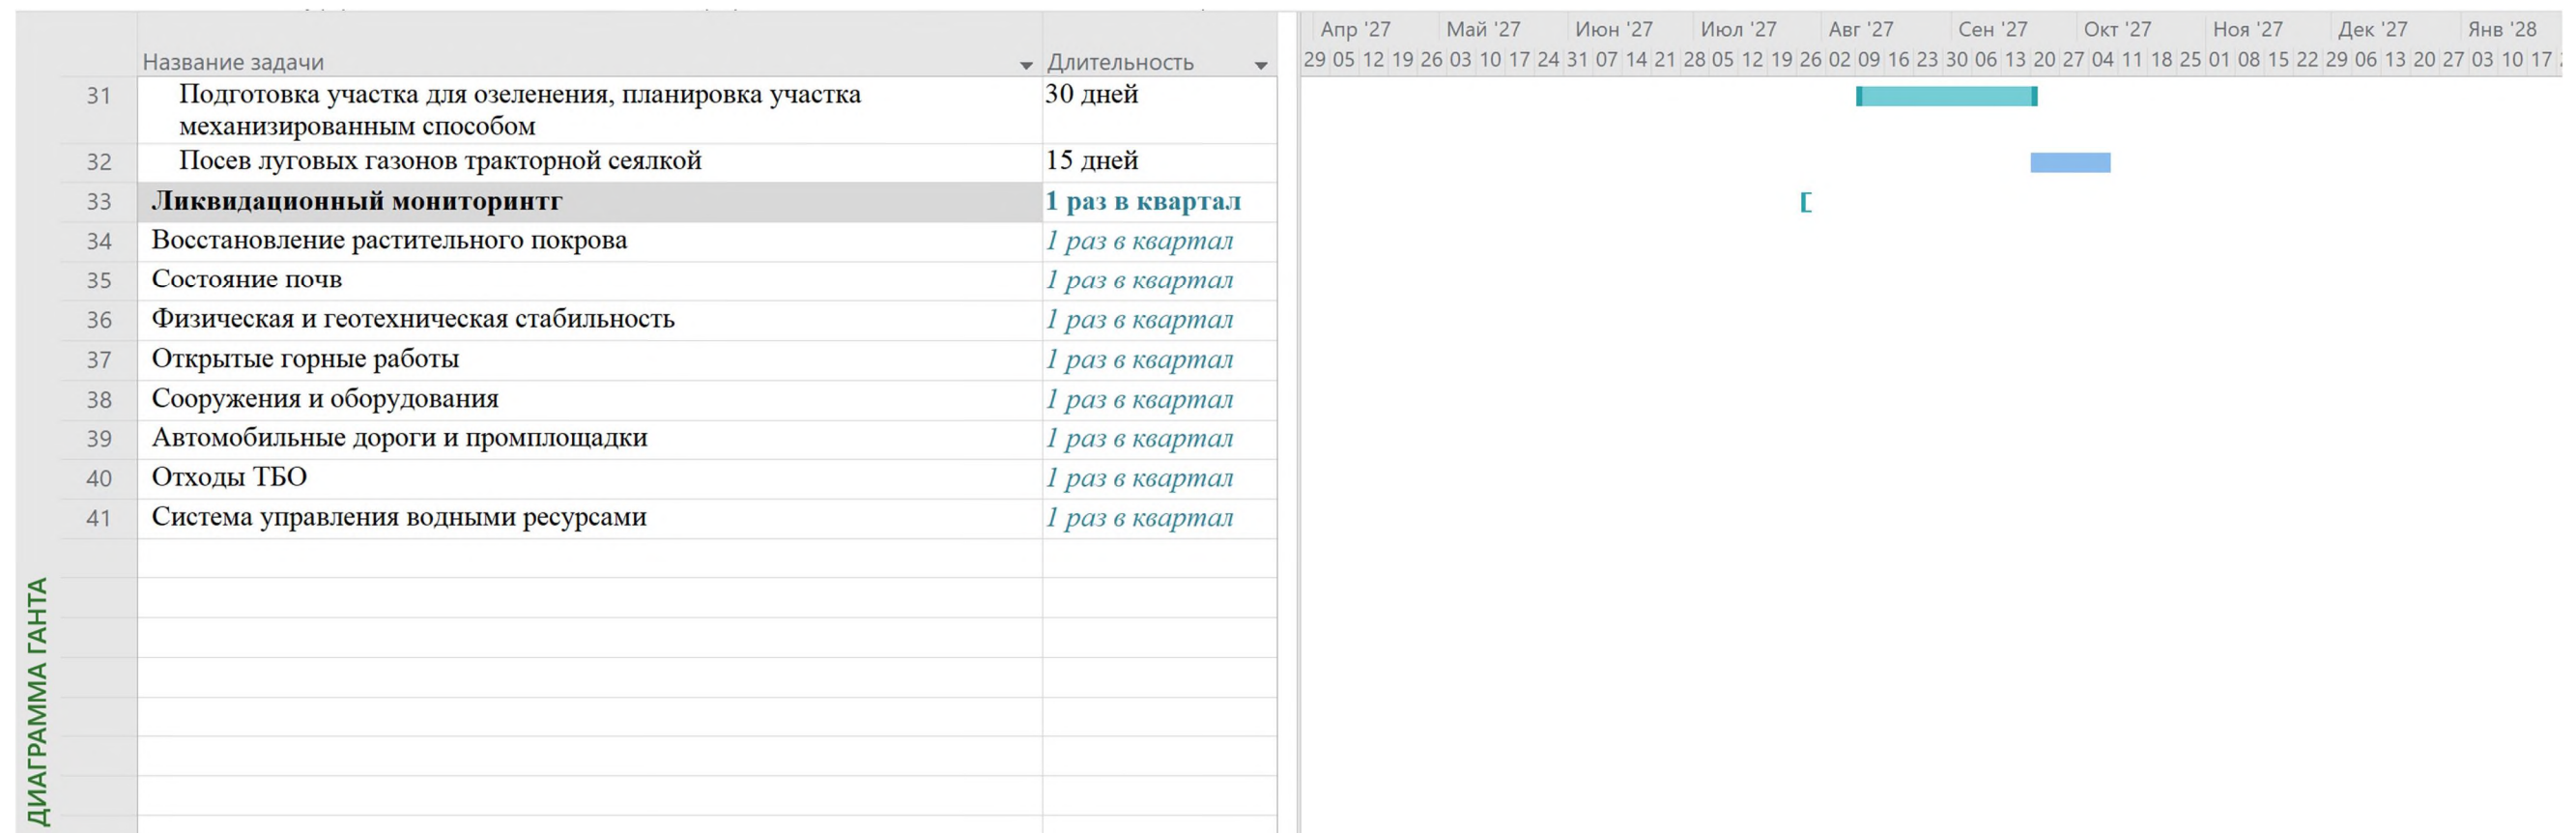 Апр '27 Май '27 Июн '27 Июл '27 Авг '27 Сен '27 Окт '27 Ноя '27 Дек '27 Янв '28
Название задачи Длительность 29 05 12 19 26 03 10 17 24 31 07 14 21 28 05 12 19 26 02 09 16 23 30 06 13 20 27 04 11 18 25 01 08 15 22 29 06 13 20 27 03 10 17
31 Подготовка участка для озеленения, планировка участка 30 дней
механизированным способом
32 Посев луговых газонов тракторной сеялкой 15 дней
33 Ликвидационный мониторинтг 1 раз в квартал
34 Восстановление растительного покрова 1 раз в квартал
35 Состояние почв 1 раз в квартал
36 Физическая и геотехническая стабильность 1 раз в квартал
37 Открытые горные работы 1 раз в квартал
38 Сооружения и оборудования 1 раз в квартал
39 Автомобильные дороги и промплощадки 1 раз в квартал
40 Отходы ТБО 1 раз в квартал
41 Система управления водными ресурсами 1 раз в квартал
ДИАГРАММА ГАНТА